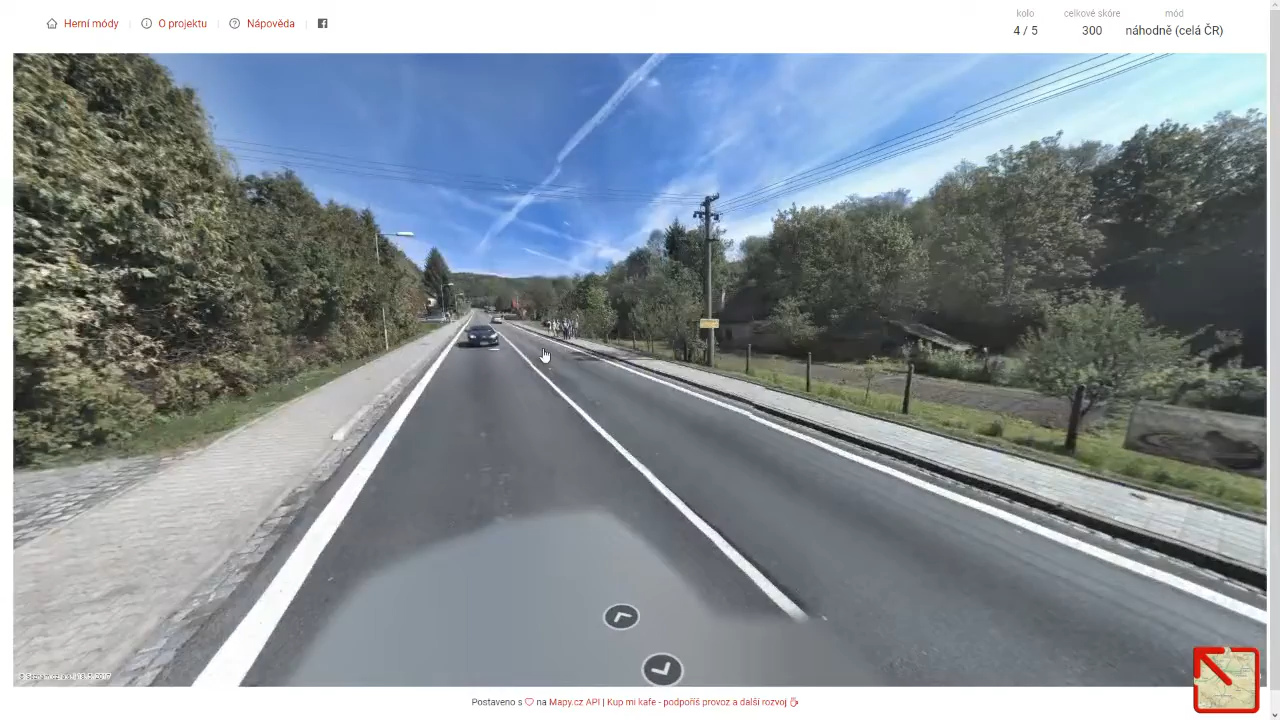 Herní módy
O projektu
Nápověda
kolo
celkové skóre
mód
4 / 5
300
náhodně (celá ČR)
Postaveno s na Mapy.cz API | Kup mi kafe - podpoříš provoz a další rozvoj